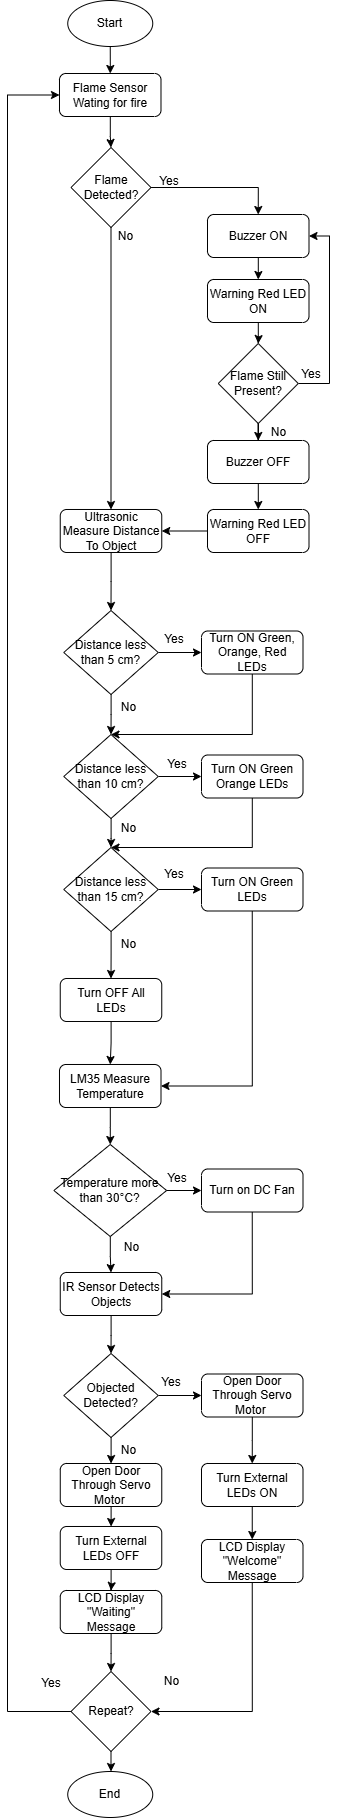 Start
Flame Sensor
Wating for fire
Flame
Detected?
Yes
No
Buzzer ON
Warning Red LED
ON
Flame Still
Present?
Yes
No
Buzzer OFF
Warning Red LED
OFF
Ultrasonic
Measure Distance
To Object
Distance less
than 5 cm?
Yes
Turn ON Green,
Orange, Red
LEDs
No
Distance less
than 10 cm?
Yes
Turn ON Green
Orange LEDs
No
Distance less
than 15 cm?
Yes
Turn ON Green
LEDs
No
Turn OFF All
LEDs
LM35 Measure
Temperature
Temperature more
than 30°C?
Yes
Turn on DC Fan
No
IR Sensor Detects
Objects
Objected
Detected?
Yes
Open Door
Through Servo
Motor
No
Open Door
Through Servo
Motor
Turn External
LEDs ON
Turn External
LEDs OFF
LCD Display
"Welcome"
Message
LCD Display
"Waiting"
Message
Yes
No
Repeat?
End